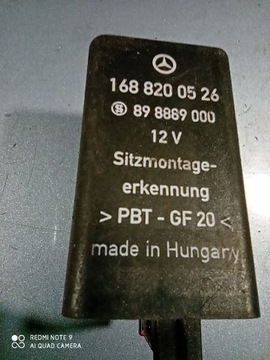 168 820 05 26
89 8889 000
12 V
Sitzmontage-
erkennung
> PBT - GF 20 <
made in Hungary
REDMI NOTE 9
AI QUAD CAMERA